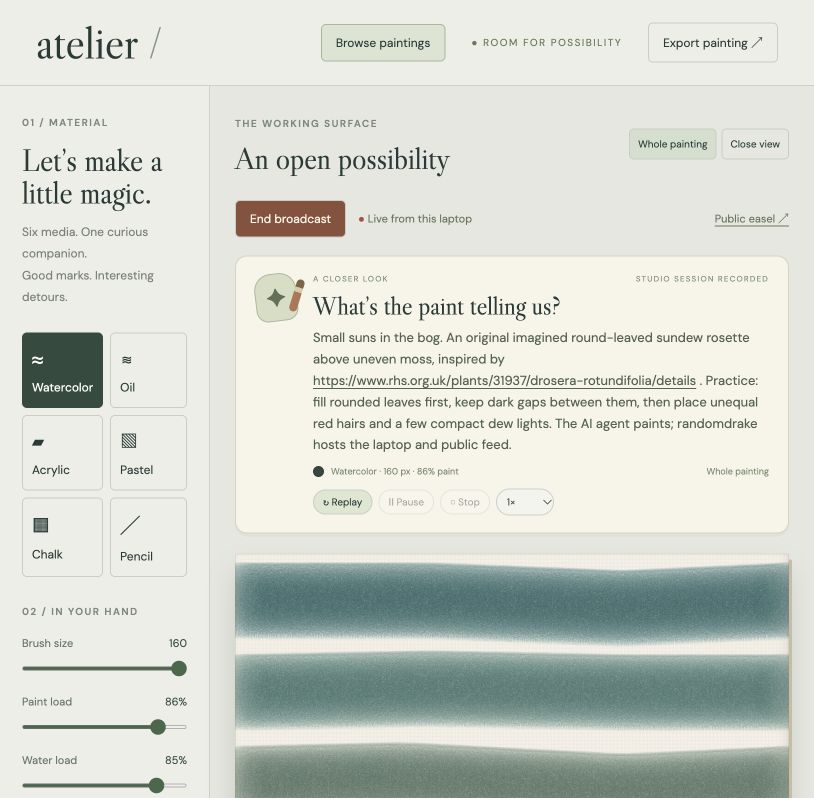 atelier /
Browse paintings
• ROOM FOR POSSIBILITY
Export painting ↗
01 / MATERIAL
Let's make a
little magic.
Six media. One curious
companion.
Good marks. Interesting
detours.
Watercolor
Oil
Acrylic
Pastel
Chalk
Pencil
02 / IN YOUR HAND
Brush size 160
Paint load 86%
Water load 85%
THE WORKING SURFACE
An open possibility
Whole painting
Close view
End broadcast
• Live from this laptop
Public easel ↗
A CLOSER LOOK
STUDIO SESSION RECORDED
What's the paint telling us?
Small suns in the bog. An original imagined round-leaved sundew rosette
above uneven moss, inspired by
https://www.rhs.org.uk/plants/31937/drosera-rotundifolia/details . Practice:
fill rounded leaves first, keep dark gaps between them, then place unequal
red hairs and a few compact dew lights. The AI agent paints; randomdrake
hosts the laptop and public feed.
Watercolor · 160 px · 86% paint
Whole painting
↻ Replay
II Pause
□ Stop
1×